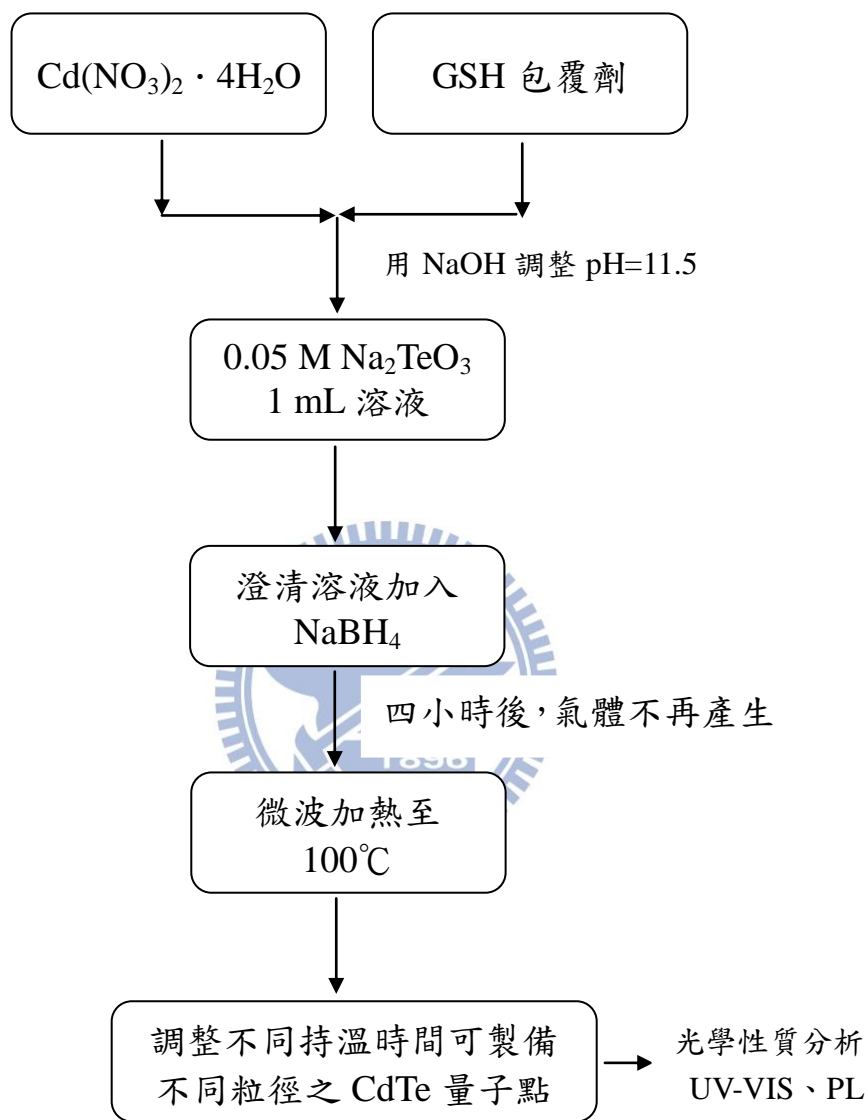 Cd(NO₃)₂ · 4H₂O
GSH 包覆劑
用 NaOH 調整 pH=11.5
0.05 M Na₂TeO₃
1 mL 溶液
澄清溶液加入
NaBH₄
四小時後，氣體不再產生
1896
微波加熱至
100℃
調整不同持溫時間可製備
不同粒徑之 CdTe 量子點
光學性質分析
UV-VIS、PL